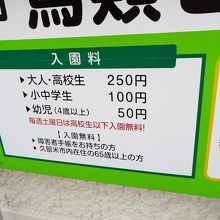 鳥類
入園料
▶大人・高校生 250円
▶小中学生 100円
▶幼児(4歳以上) 50円
毎週土曜日は高校生以下入園無料!
【入園無料】
▶障害者手帳をお持ちの方
▶久留米市内在住の65歳以上の方